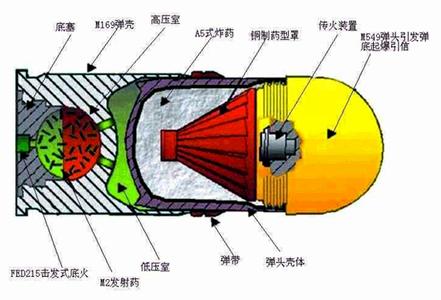 底塞
M169弹壳
高压室
A5式炸药
铜制药型罩
传火装置
M549弹头引发弹
底起爆引信
FED215击发式底火
M2发射药
低压室
弹带
弹头壳体